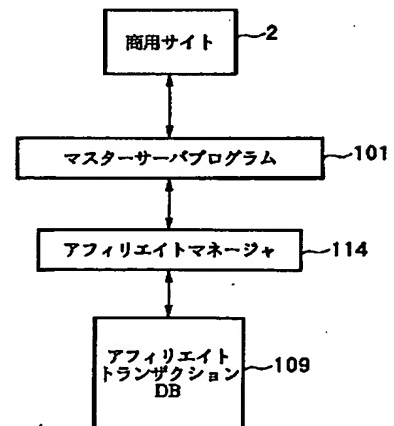 商用サイト
2
マスターサーバプログラム
101
アフィリエイトマネージャ
114
アフィリエイト
トランザクション
DB
109